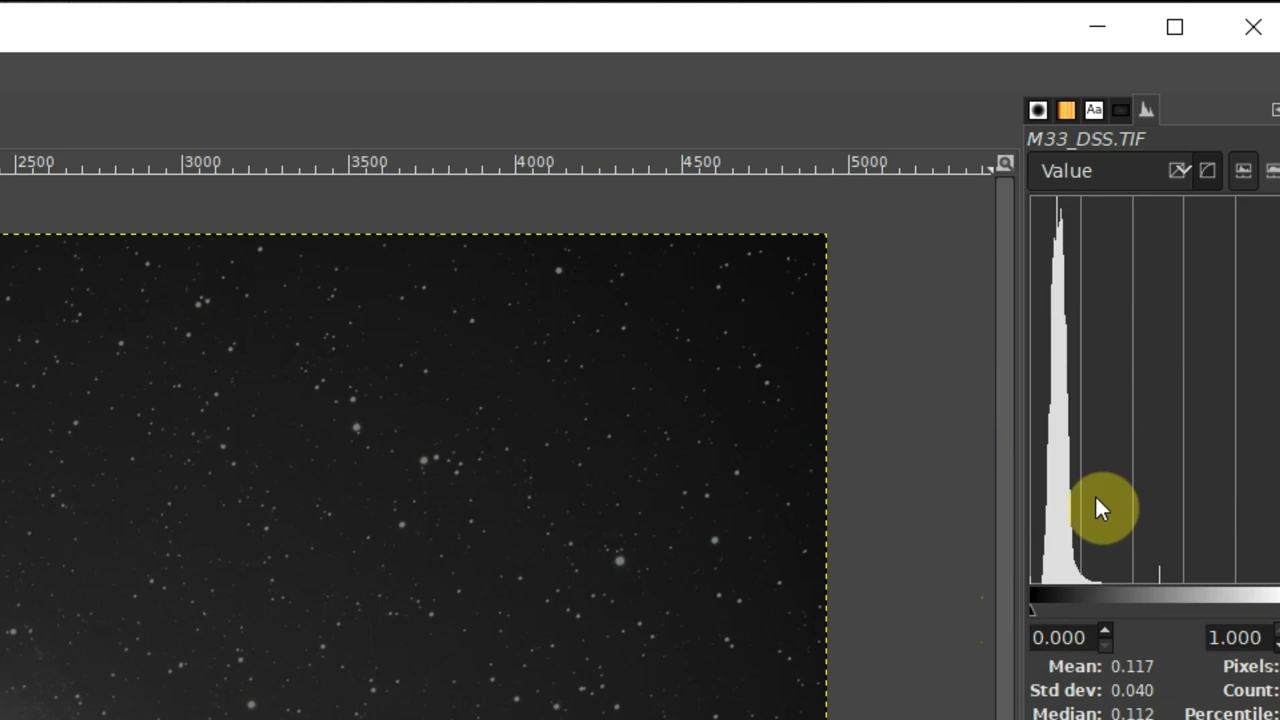 Aa
M33_DSS.TIF
2500 3000 3500 4000 4500 5000
Value
0.000 1.000
Mean: 0.117 Pixels:
Std dev: 0.040 Count:
Median: 0.112 Percentile: